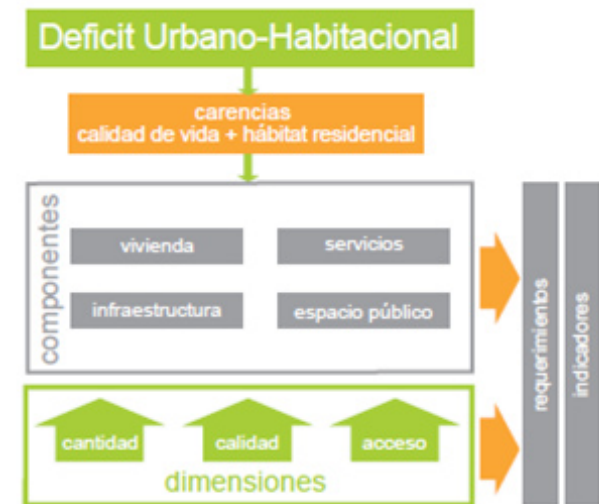 Deficit Urbano-Habitacional
carencias
calidad de vida + hábitat residencial
componentes
vivienda
servicios
infraestructura
espacio público
cantidad
calidad
acceso
dimensiones
requerimientos
indicadores